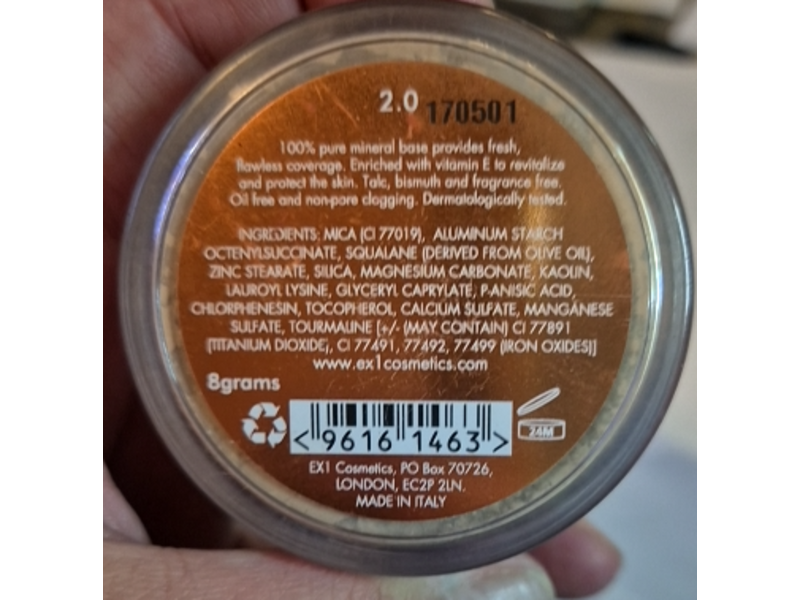 2.0 170501
100% pure mineral base provides fresh,
flawless coverage. Enriched with vitamin E to revitalize
and protect the skin. Talc, bismuth and fragrance free.
Oil free and non-pore clogging. Dermatologically tested.
INGREDIENTS: MICA (CI 77019), ALUMINUM STARCH
OCTENYLSUCCINATE, SQUALANE (DERIVED FROM OLIVE OIL),
ZINC STEARATE, SILICA, MAGNESIUM CARBONATE, KAOLIN,
LAUROYL LYSINE, GLYCERYL CAPRYLATE, P-ANISIC ACID,
CHLORPHENESIN, TOCOPHEROL, CALCIUM SULFATE, MANGANESE
SULFATE, TOURMALINE [+/- (MAY CONTAIN) CI 77891
(TITANIUM DIOXIDE), CI 77491, 77492, 77499 (IRON OXIDES)]
www.ex1cosmetics.com
8grams
<9616 1463>
24M
EX1 Cosmetics, PO Box 70726,
LONDON, EC2P 2LN.
MADE IN ITALY